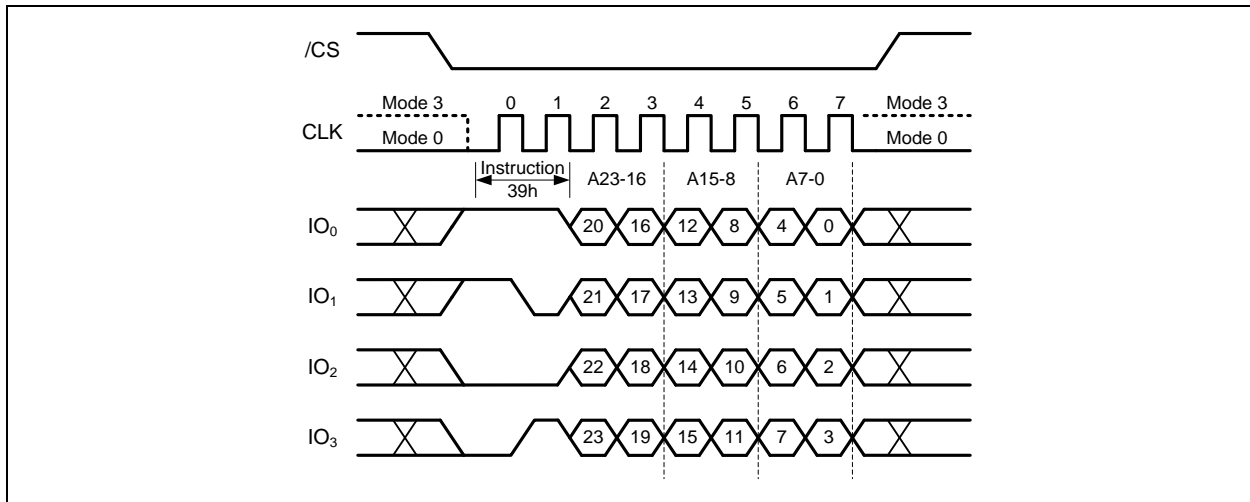 /CS
Mode 3 0 1 2 3 4 5 6 7 Mode 3
CLK Mode 0 Mode 0
Instruction A23-16 A15-8 A7-0
39h
IO₀ 20 16 12 8 4 0
IO₁ 21 17 13 9 5 1
IO₂ 22 18 14 10 6 2
IO₃ 23 19 15 11 7 3